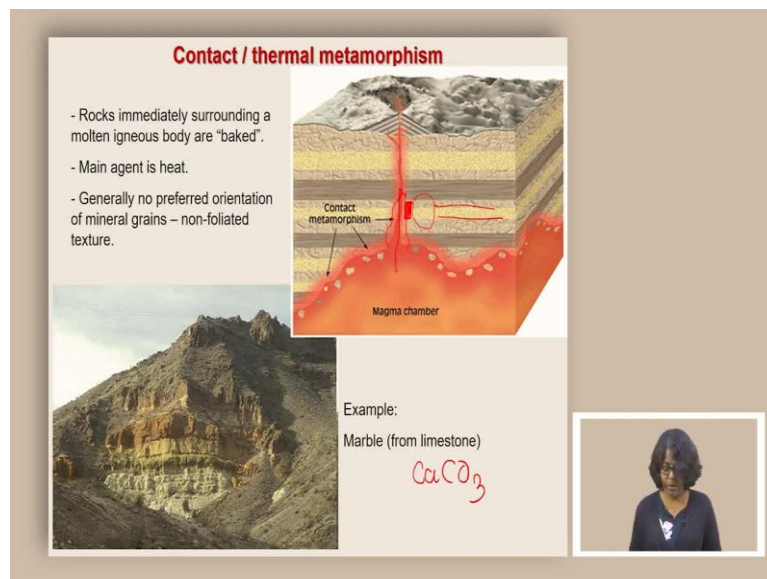 Contact / thermal metamorphism
- Rocks immediately surrounding a
molten igneous body are “baked”.
- Main agent is heat.
- Generally no preferred orientation
of mineral grains – non-foliated
texture.
Contact
metamorphism
Magma chamber
Example:
Marble (from limestone)
CaCO3